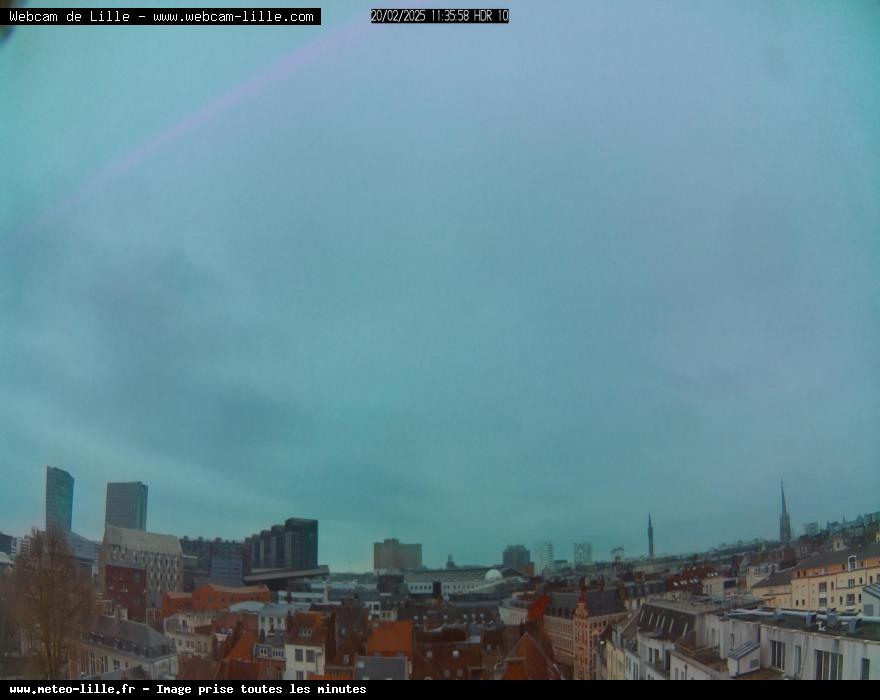 Webcam de Lille - www.webcam-lille.com
20/02/2025 11:35:58 HDR 10
www.meteo-lille.fr - Image prise toutes les minutes